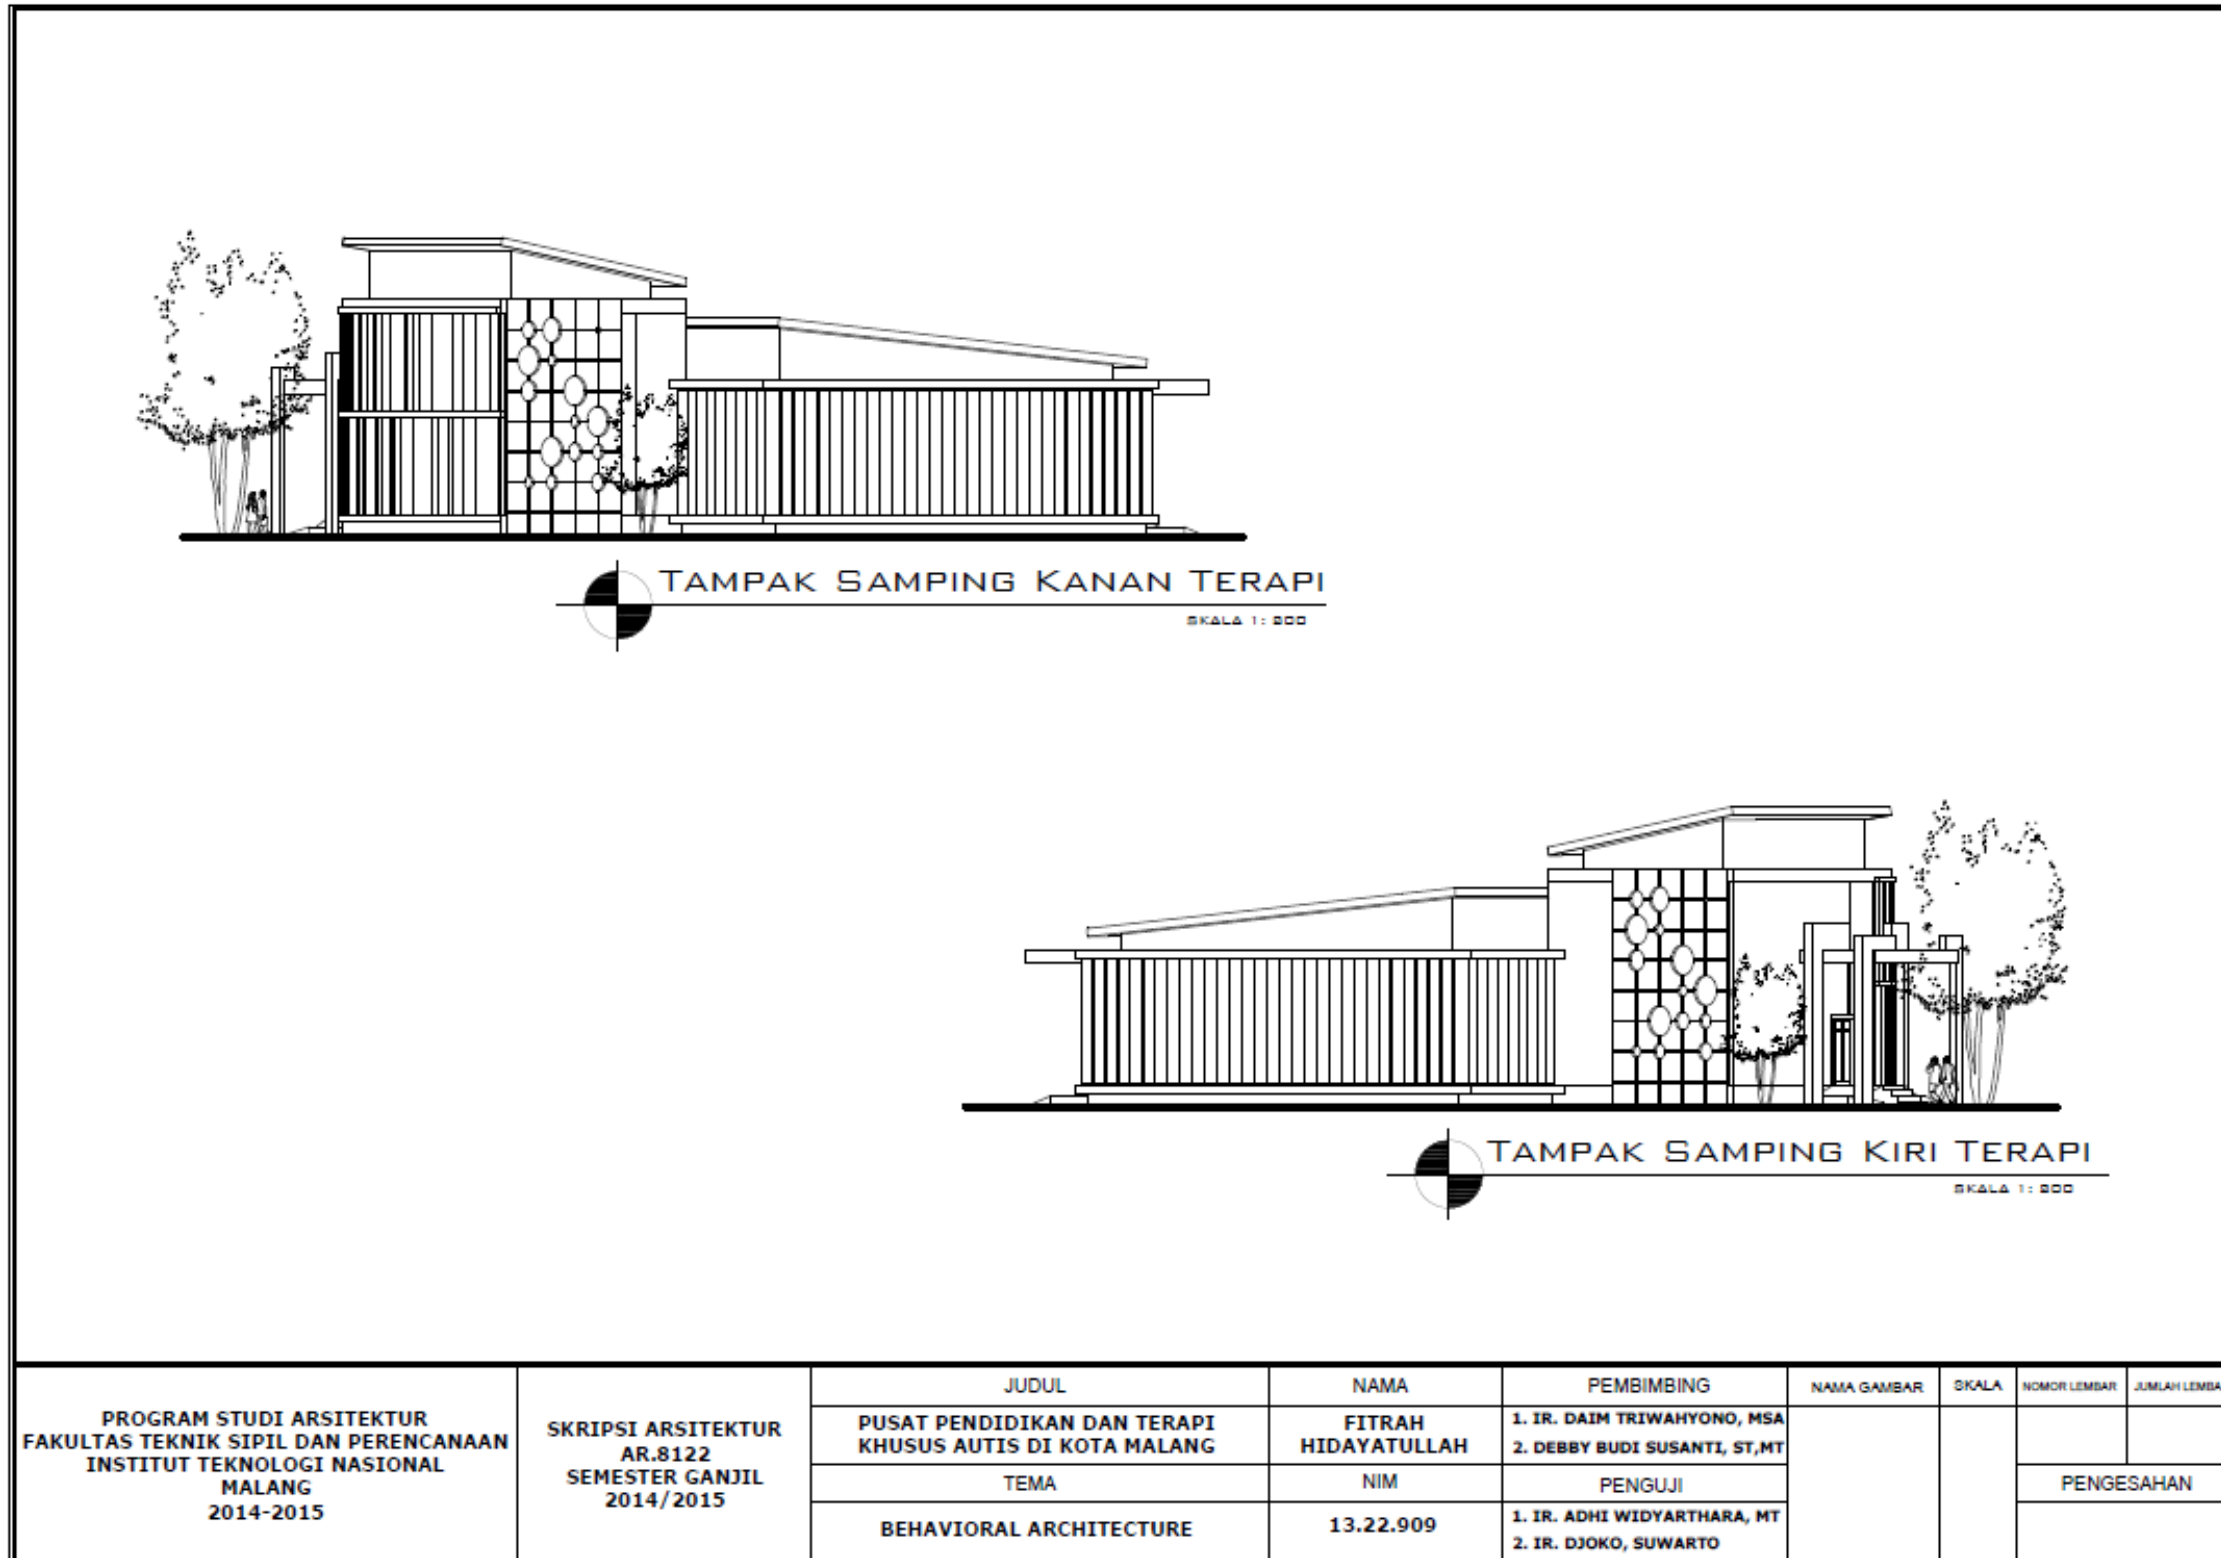 TAMPAK SAMPING KANAN TERAPI
SKALA 1: 200
TAMPAK SAMPING KIRI TERAPI
SKALA 1: 200
PROGRAM STUDI ARSITEKTUR
FAKULTAS TEKNIK SIPIL DAN PERENCANAAN
INSTITUT TEKNOLOGI NASIONAL
MALANG
2014-2015
SKRIPSI ARSITEKTUR
AR.8122
SEMESTER GANJIL
2014/2015
JUDUL
PUSAT PENDIDIKAN DAN TERAPI
KHUSUS AUTIS DI KOTA MALANG
TEMA
BEHAVIORAL ARCHITECTURE
NAMA
FITRAH
HIDAYATULLAH
NIM
13.22.909
PEMBIMBING
1. IR. DAIM TRIWAHYONO, MSA
2. DEBBY BUDI SUSANTI, ST,MT
PENGUJI
1. IR. ADHI WIDYARTHARA, MT
2. IR. DJOKO, SUWARTO
NAMA GAMBAR
SKALA
NOMOR LEMBAR
JUMLAH LEMBA
PENGESAHAN